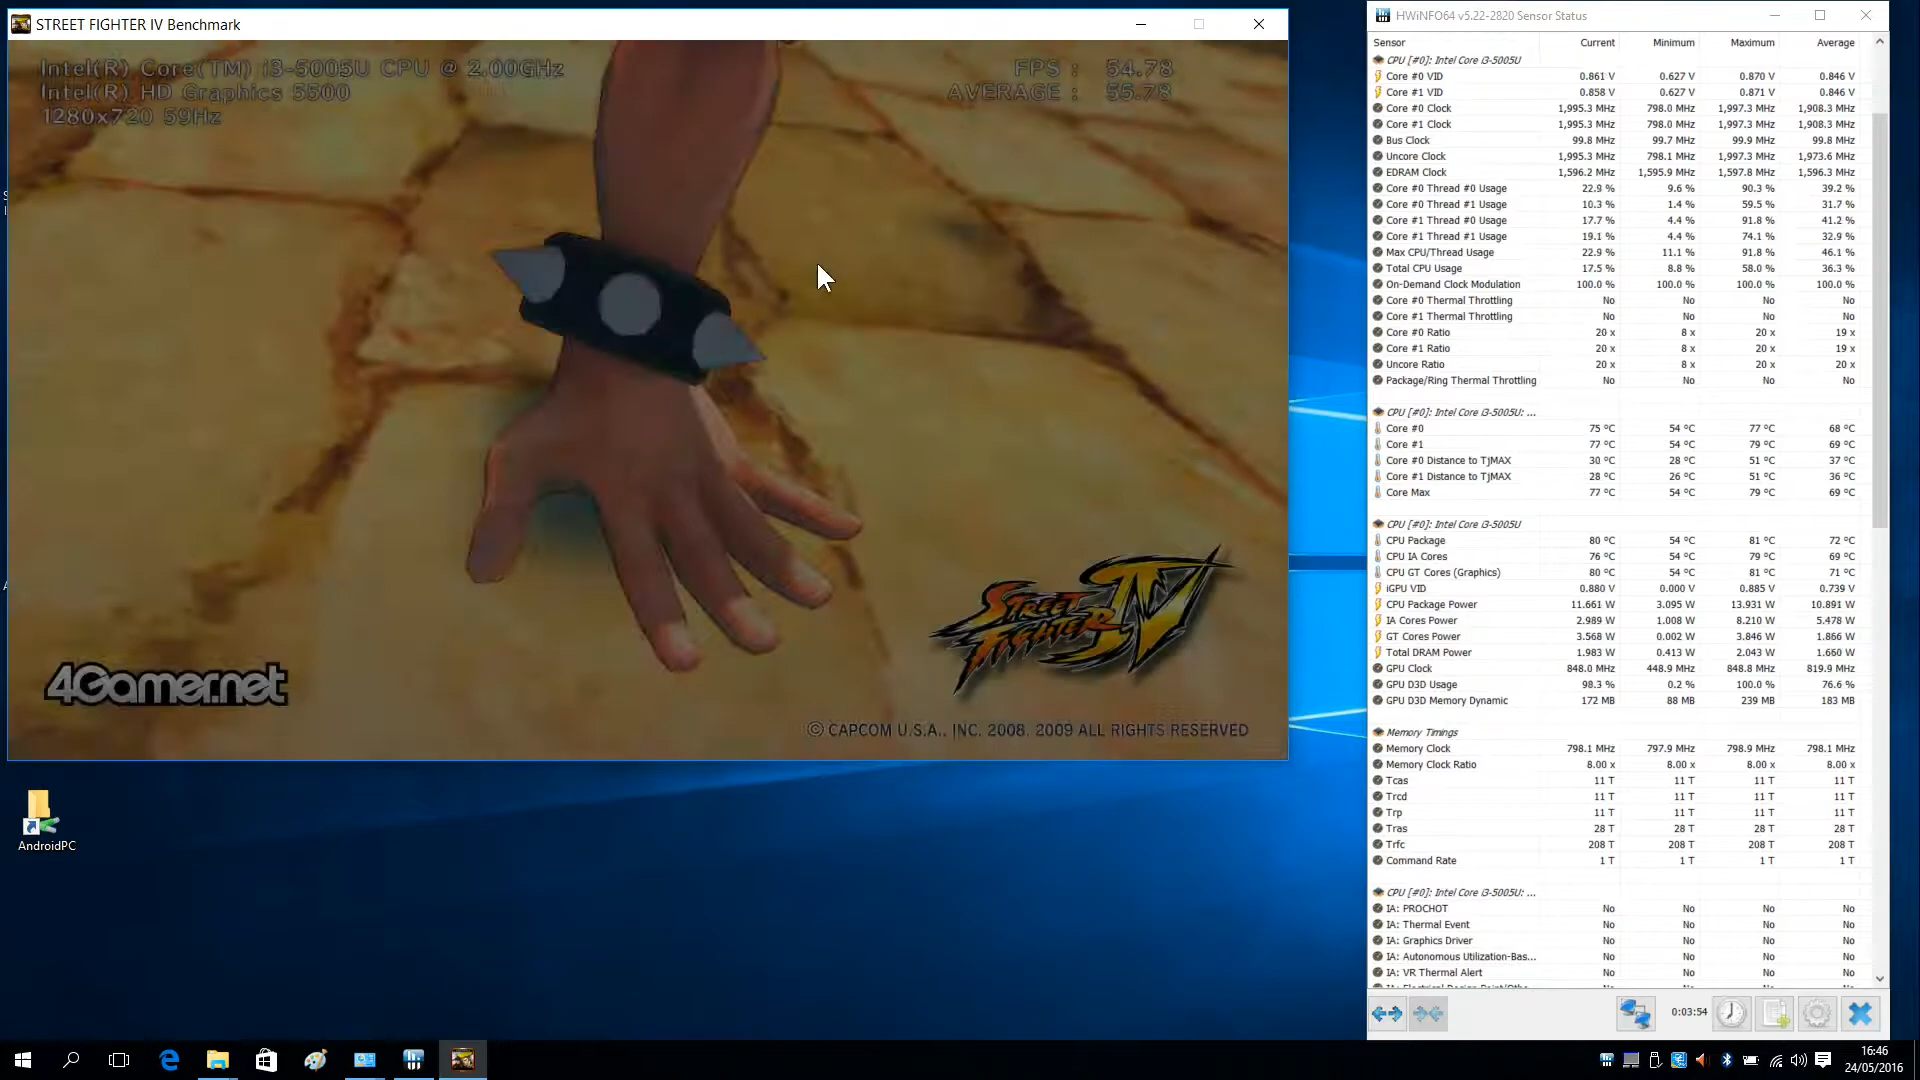 STREET FIGHTER IV Benchmark
Intel(R) Core(TM) i3-5005U CPU @ 2.00GHz
Intel(R) HD Graphics 5500
1280x720 59Hz
FPS : 54.78
AVERAGE : 55.78
4Gamer.net
STREET FIGHTER IV
© CAPCOM U.S.A., INC. 2008, 2009 ALL RIGHTS RESERVED
AndroidPC
HWiNFO64 v5.22-2820 Sensor Status
Sensor Current Minimum Maximum Average
CPU [#0]: Intel Core i3-5005U
Core #0 VID 0.861 V 0.627 V 0.870 V 0.846 V
Core #1 VID 0.858 V 0.627 V 0.871 V 0.846 V
Core #0 Clock 1,995.3 MHz 798.0 MHz 1,997.3 MHz 1,908.3 MHz
Core #1 Clock 1,995.3 MHz 798.0 MHz 1,997.3 MHz 1,908.3 MHz
Bus Clock 99.8 MHz 99.7 MHz 99.9 MHz 99.8 MHz
Uncore Clock 1,995.3 MHz 798.1 MHz 1,997.3 MHz 1,973.6 MHz
EDRAM Clock 1,596.2 MHz 1,595.9 MHz 1,597.8 MHz 1,596.3 MHz
Core #0 Thread #0 Usage 22.9 % 9.6 % 90.3 % 39.2 %
Core #0 Thread #1 Usage 10.3 % 1.4 % 59.5 % 31.7 %
Core #1 Thread #0 Usage 17.7 % 4.4 % 91.8 % 41.2 %
Core #1 Thread #1 Usage 19.1 % 4.4 % 74.1 % 32.9 %
Max CPU/Thread Usage 22.9 % 11.1 % 91.8 % 46.1 %
Total CPU Usage 17.5 % 8.8 % 58.0 % 36.3 %
On-Demand Clock Modulation 100.0 % 100.0 % 100.0 % 100.0 %
Core #0 Thermal Throttling No No No No
Core #1 Thermal Throttling No No No No
Core #0 Ratio 20 x 8 x 20 x 19 x
Core #1 Ratio 20 x 8 x 20 x 19 x
Uncore Ratio 20 x 8 x 20 x 20 x
Package/Ring Thermal Throttling No No No No
CPU [#0]: Intel Core i3-5005U: ...
Core #0 75 °C 54 °C 77 °C 68 °C
Core #1 77 °C 54 °C 79 °C 69 °C
Core #0 Distance to TjMAX 30 °C 28 °C 51 °C 37 °C
Core #1 Distance to TjMAX 28 °C 26 °C 51 °C 36 °C
Core Max 77 °C 54 °C 79 °C 69 °C
CPU [#0]: Intel Core i3-5005U
CPU Package 80 °C 54 °C 81 °C 72 °C
CPU IA Cores 76 °C 54 °C 79 °C 69 °C
CPU GT Cores (Graphics) 80 °C 54 °C 81 °C 71 °C
iGPU VID 0.880 V 0.000 V 0.885 V 0.739 V
CPU Package Power 11.661 W 3.095 W 13.931 W 10.891 W
IA Cores Power 2.989 W 1.008 W 8.210 W 5.478 W
GT Cores Power 3.568 W 0.002 W 3.846 W 1.866 W
Total DRAM Power 1.983 W 0.413 W 2.043 W 1.660 W
GPU Clock 848.0 MHz 448.9 MHz 848.8 MHz 819.9 MHz
GPU D3D Usage 98.3 % 0.2 % 100.0 % 76.6 %
GPU D3D Memory Dynamic 172 MB 88 MB 239 MB 183 MB
Memory Timings
Memory Clock 798.1 MHz 797.9 MHz 798.9 MHz 798.1 MHz
Memory Clock Ratio 8.00 x 8.00 x 8.00 x 8.00 x
Tcas 11 T 11 T 11 T 11 T
Trcd 11 T 11 T 11 T 11 T
Trp 11 T 11 T 11 T 11 T
Tras 28 T 28 T 28 T 28 T
Trfc 208 T 208 T 208 T 208 T
Command Rate 1 T 1 T 1 T 1 T
CPU [#0]: Intel Core i3-5005U: ...
IA: PROCHOT No No No No
IA: Thermal Event No No No No
IA: Graphics Driver No No No No
IA: Autonomous Utilization-Bas... No No No No
IA: VR Thermal Alert No No No No
0:03:54
16:46
24/05/2016